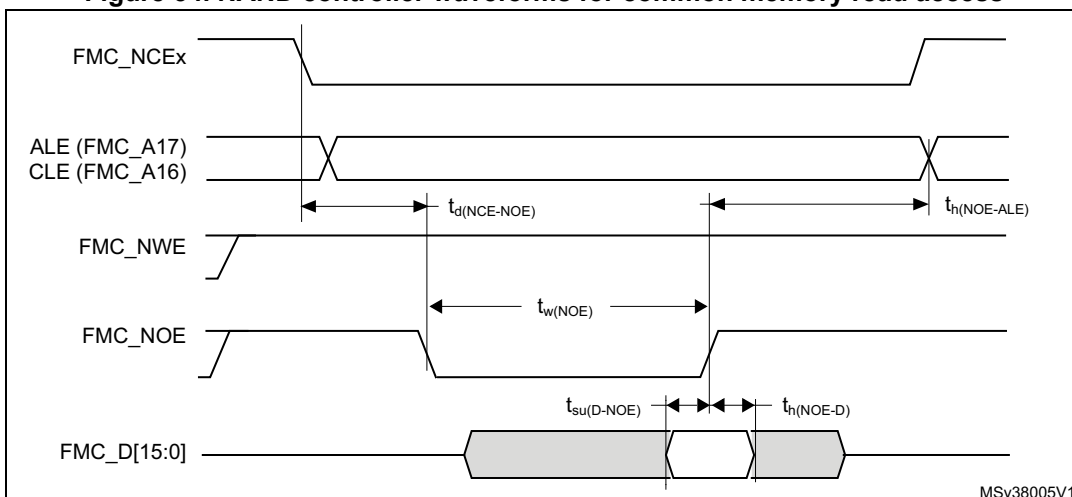 FMC_NCEx
ALE (FMC_A17)
CLE (FMC_A16)
td(NCE-NOE)
th(NOE-ALE)
FMC_NWE
tw(NOE)
FMC_NOE
tsu(D-NOE)
th(NOE-D)
FMC_D[15:0]
MSv38005V1